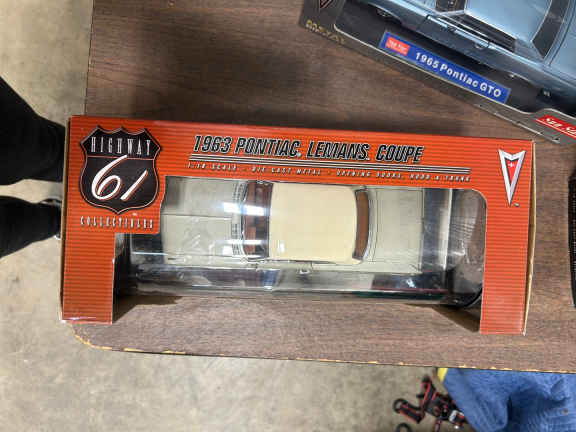 1965 Pontiac GTO
HIGHWAY
61
COLLECTIBLES
1963 PONTIAC. LEMANS. COUPE
1:18 SCALE • DIE CAST METAL • OPENING DOORS, HOOD & TRUNK